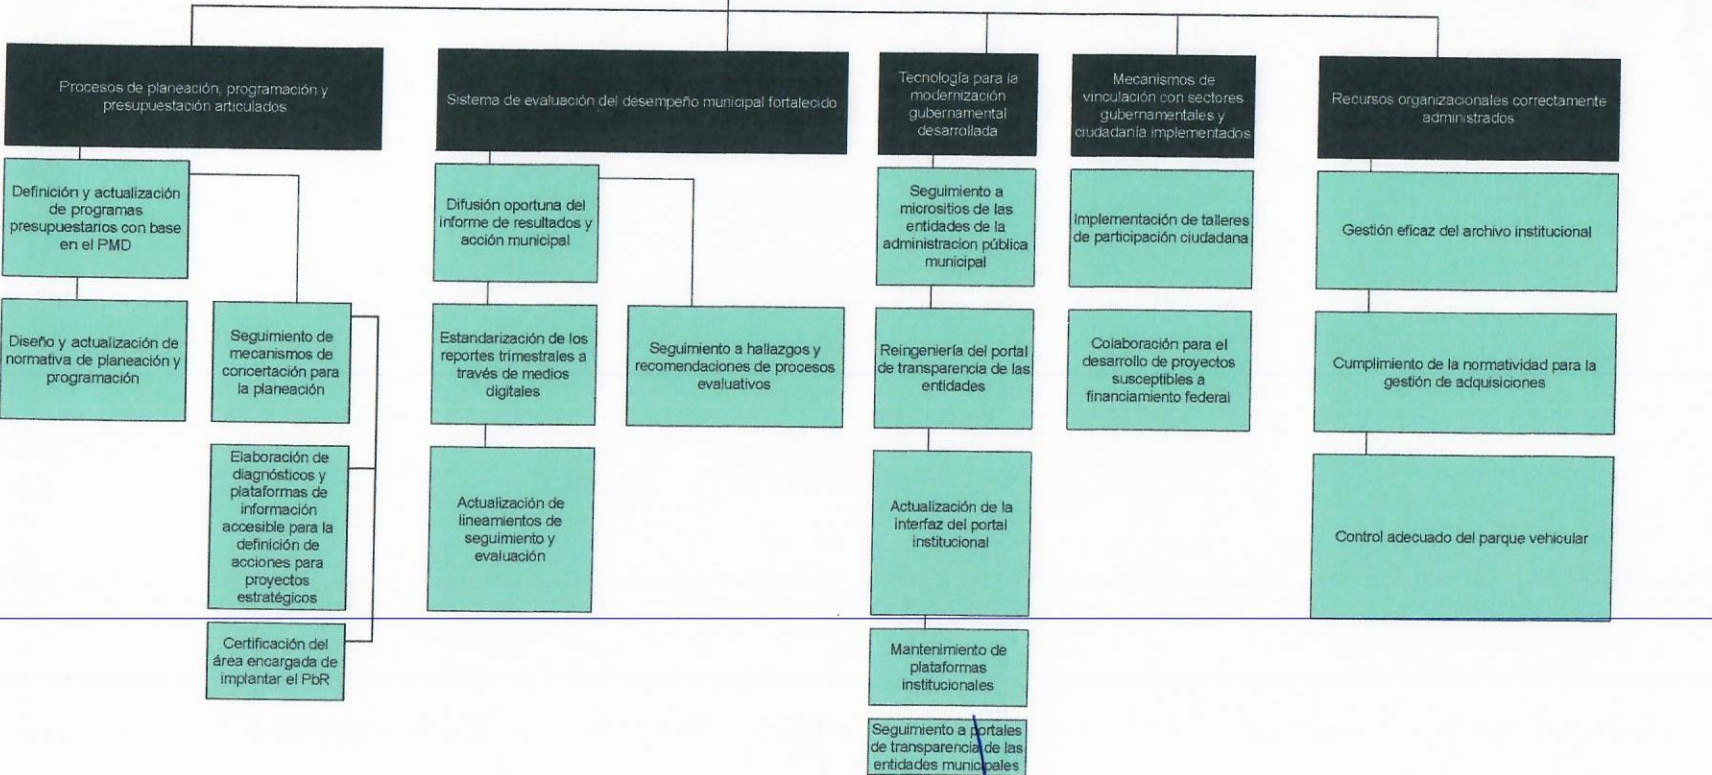 Procesos de planeación, programación y
presupuestación articulados
Sistema de evaluación del desempeño municipal fortalecido
Tecnología para la
modernización
gubernamental
desarrollada
Mecanismos de
vinculación con sectores
gubernamentales y
ciudadanía implementados
Recursos organizacionales correctamente
administrados
Definición y actualización
de programas
presupuestarios con base
en el PMD
Difusión oportuna del
informe de resultados y
acción municipal
Seguimiento a
micrositios de las
entidades de la
administracion pública
municipal
Implementación de talleres
de participación ciudadana
Gestión eficaz del archivo institucional
Diseño y actualización de
normativa de planeación y
programación
Seguimiento de
mecanismos de
concertación para
la planeación
Estandarización de los
reportes trimestrales a
través de medios
digitales
Seguimiento a hallazgos y
recomendaciones de procesos
evaluativos
Reingeniería del portal
de transparencia de las
entidades
Colaboración para el
desarrollo de proyectos
susceptibles a
financiamiento federal
Cumplimiento de la normatividad para la
gestión de adquisiciones
Elaboración de
diagnósticos y
plataformas de
información
accesible para la
definición de
acciones para
proyectos
estratégicos
Actualización de
lineamientos de
seguimiento y
evaluación
Actualización de la
interfaz del portal
institucional
Control adecuado del parque vehicular
Certificación del
área encargada de
implantar el PbR
Mantenimiento de
plataformas
institucionales
Seguimiento a portales
de transparencia de las
entidades municipales